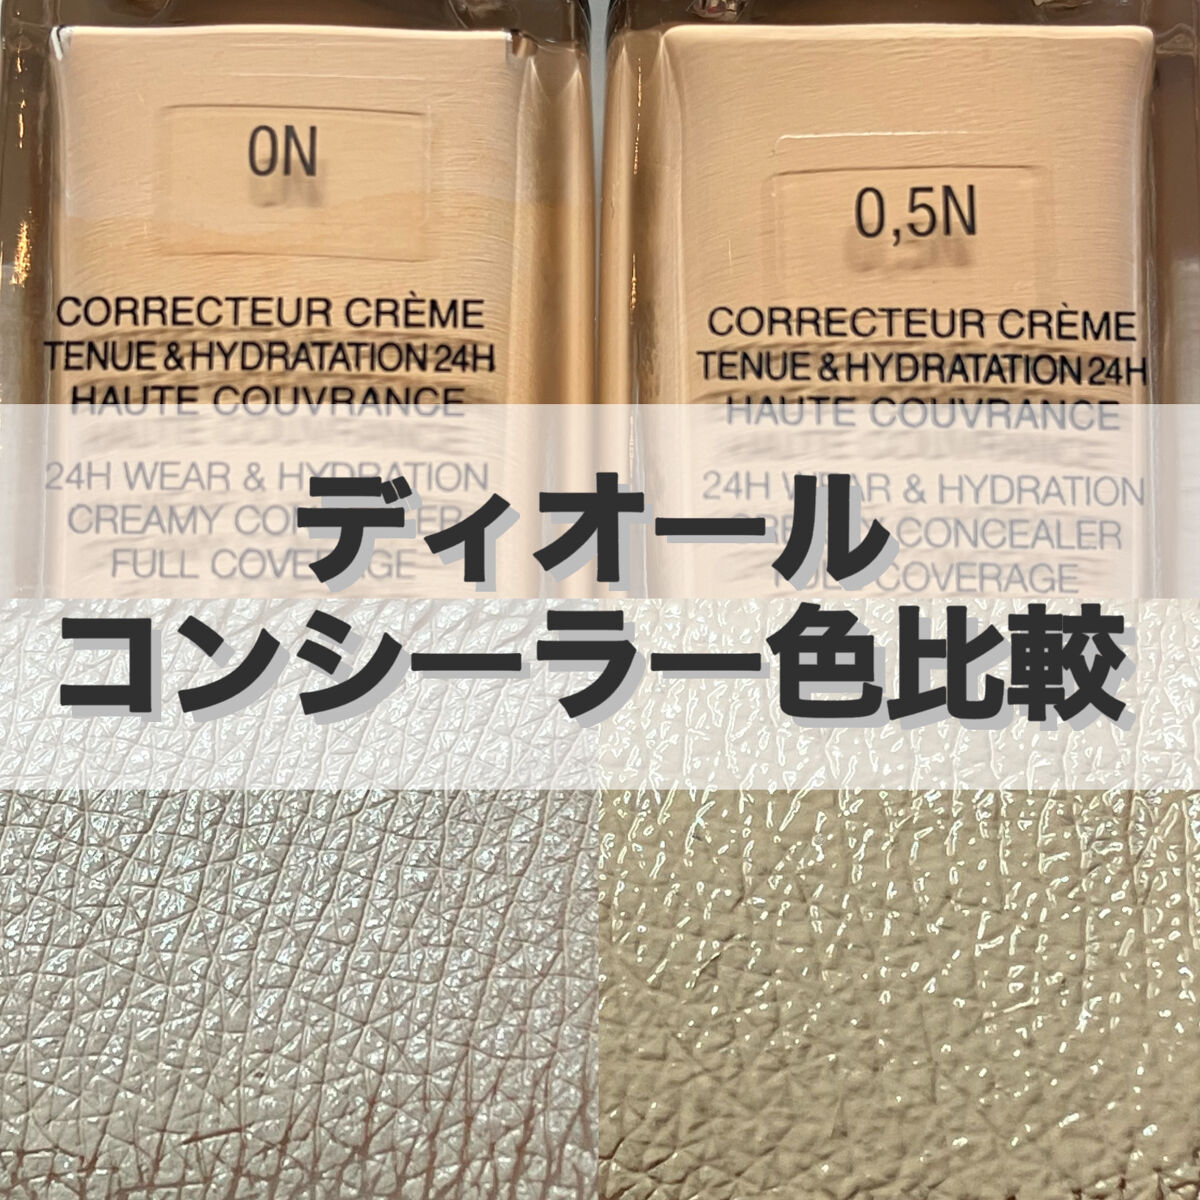 0N
CORRECTEUR CRÈME
TENUE & HYDRATATION 24H
HAUTE COUVRANCE
24H WEAR & HYDRATION
CREAMY
FULL
0,5N
CORRECTEUR CRÈME
TENUE & HYDRATATION 24H
HAUTE COUVRANCE
24H WEAR & HYDRATION
CONCEALER
COVERAGE
ディオール
コンシーラー色比較